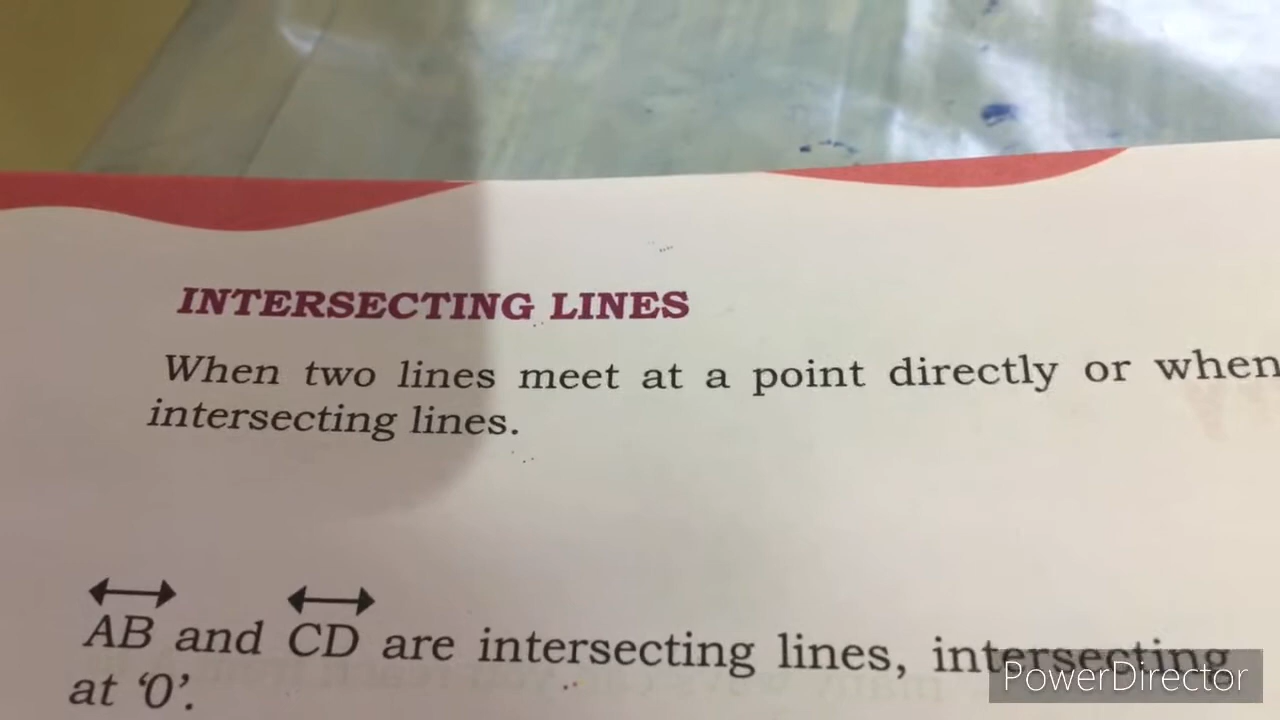 INTERSECTING LINES
When two lines meet at a point directly or when
intersecting lines.
AB and CD are intersecting lines, intersecting
at ‘0’.
PowerDirector